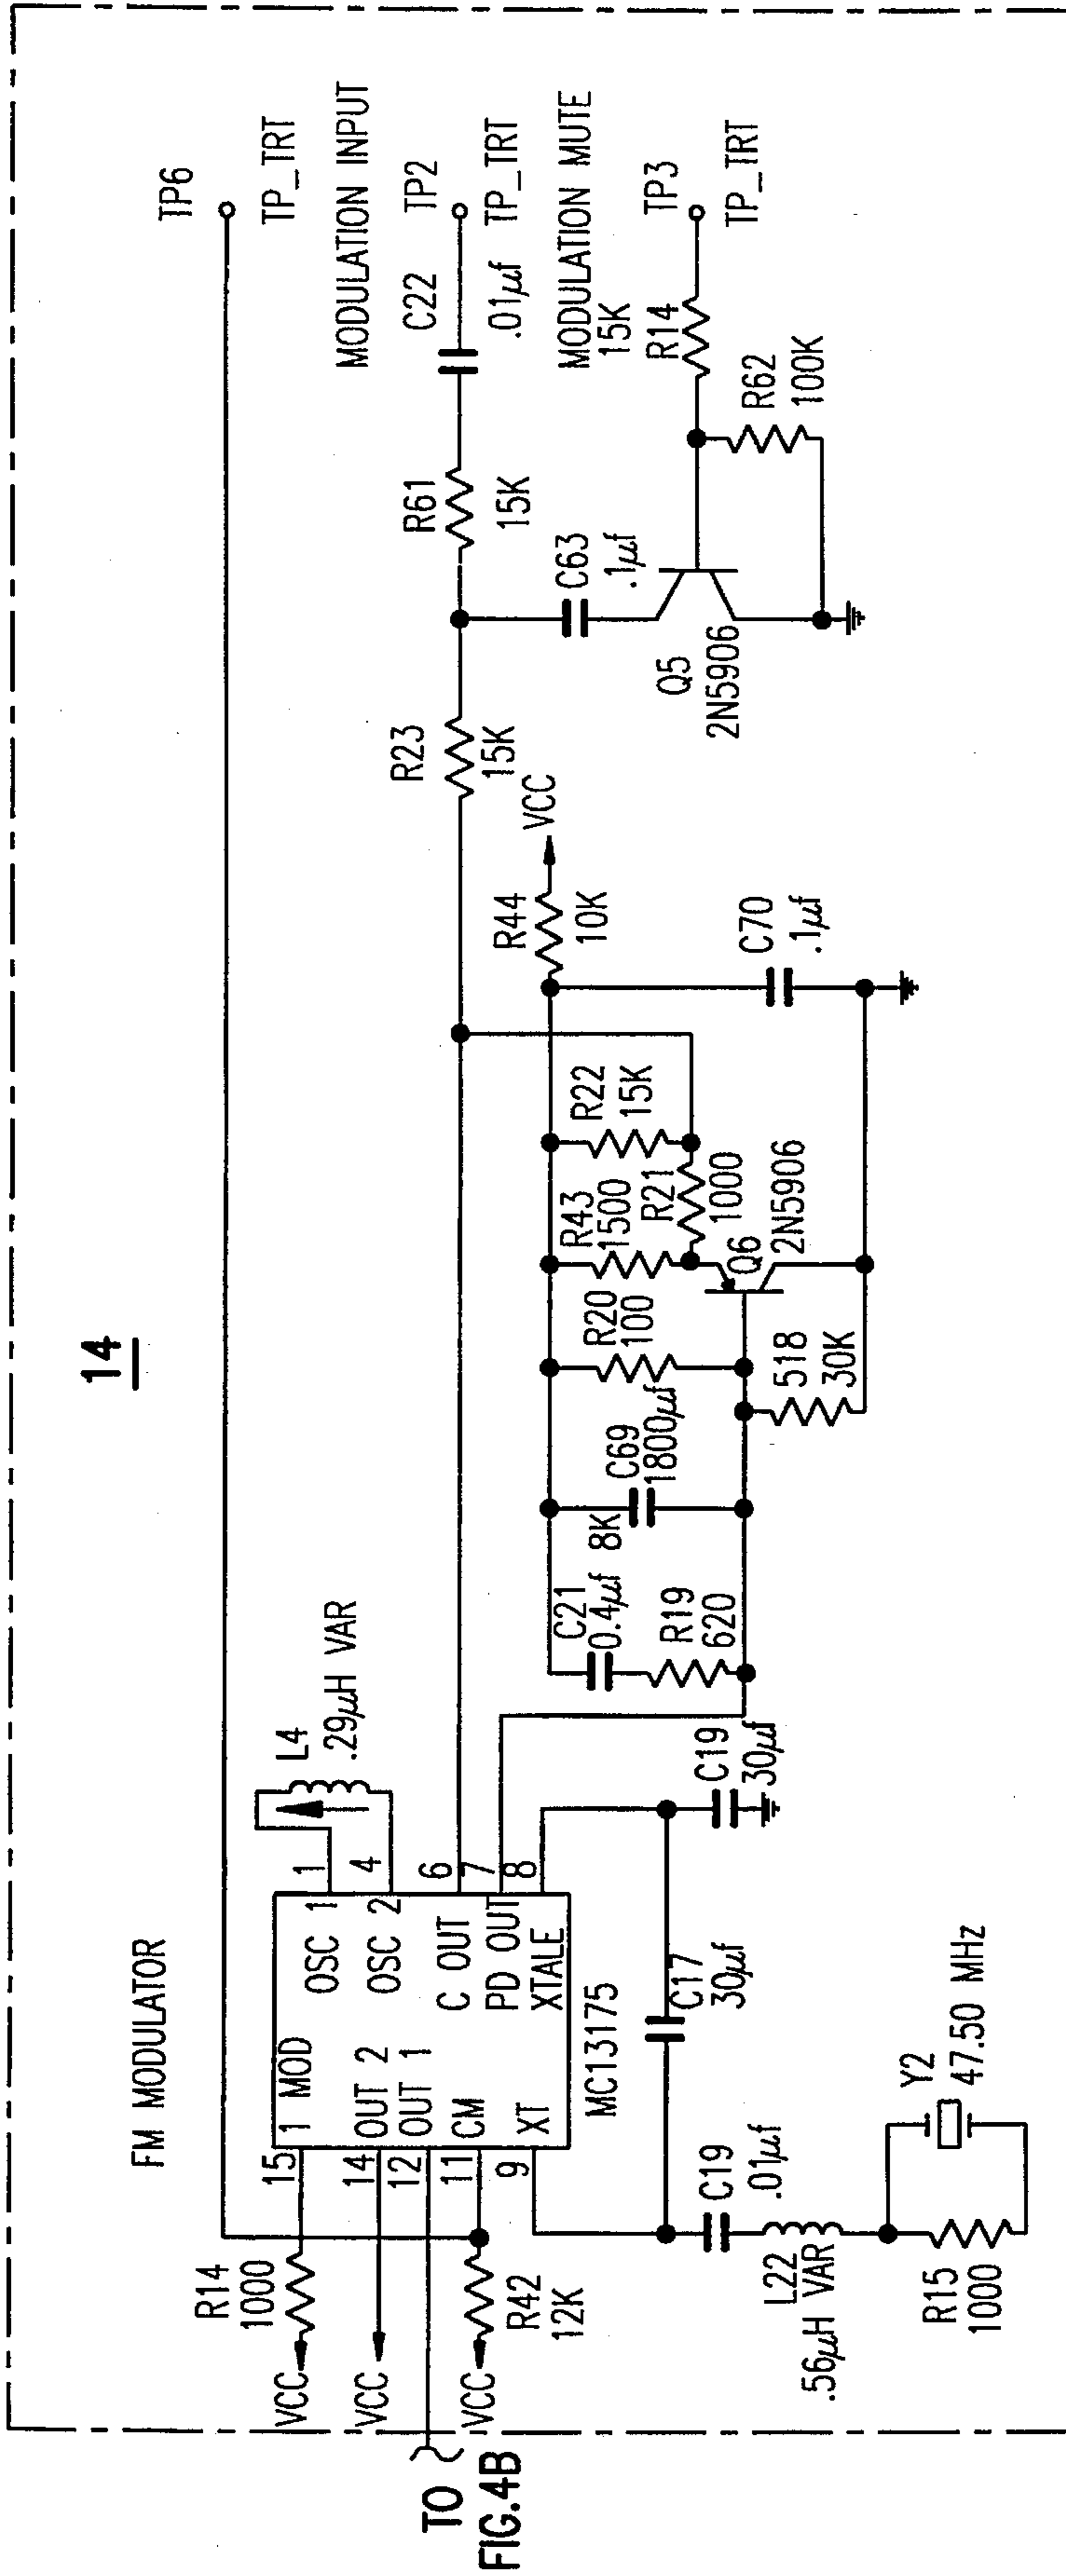 14
FM MODULATOR
TP6
TP_TRT
MODULATION INPUT
TP2
TP_TRT
C22
.01µf
MODULATION MUTE
TP3
TP_TRT
15K
R14
R62
100K
R61
15K
C63
.1µf
Q5
2N5906
R23
15K
VCC
R44
10K
C70
.1µf
R22
15K
R21
1000
R43
1500
Q6
2N5906
R20
100
518
30K
C69
1800µf
8K
C21
0.4µf
R19
620
L4
.29µH VAR
1
4
6
7
8
OSC 1
OSC 2
C OUT
PD OUT
XTALE
1 MOD
OUT 2
OUT 1
CM
XT
MC13175
15
14
12
11
9
C19
30µf
C17
30µf
R14
1000
VCC
VCC
VCC
R42
12K
C19
.01µf
L22
.56µH VAR
Y2
47.50 MHz
R15
1000
TO
FIG.4B